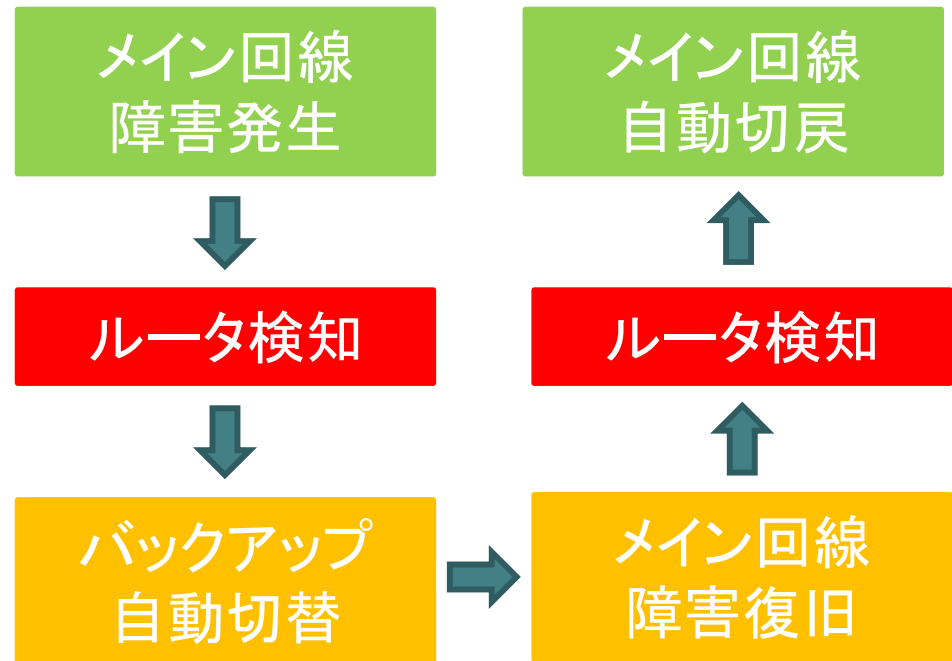 メイン回線
障害発生
ルータ検知
バックアップ
自動切替
メイン回線
障害復旧
ルータ検知
メイン回線
自動切戻